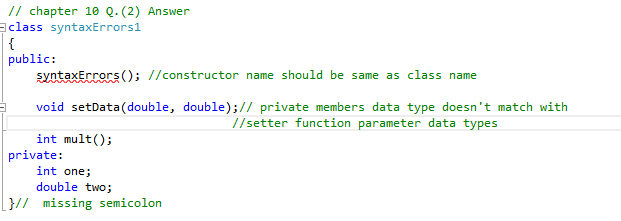 // chapter 10 Q.(2) Answer
class syntaxErrors1
{
public:
syntaxErrors(); //constructor name should be same as class name
void setData(double, double);// private members data type doesn't match with
//setter function parameter data types
int mult();
private:
int one;
double two;
}// missing semicolon